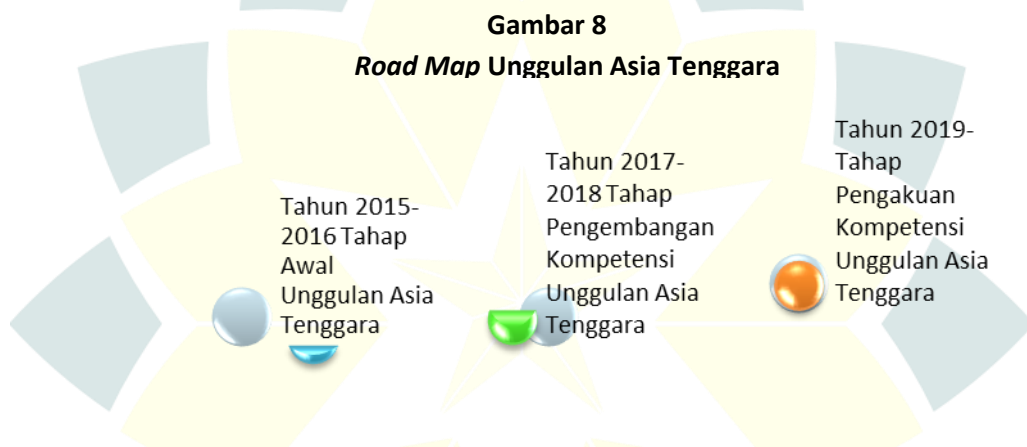 Gambar 8
Road Map Unggulan Asia Tenggara
Tahun 2015-
2016 Tahap
Awal
Unggulan Asia
Tenggara
Tahun 2017-
2018 Tahap
Pengembangan
Kompetensi
Unggulan Asia
Tenggara
Tahun 2019-
Tahap
Pengakuan
Kompetensi
Unggulan Asia
Tenggara